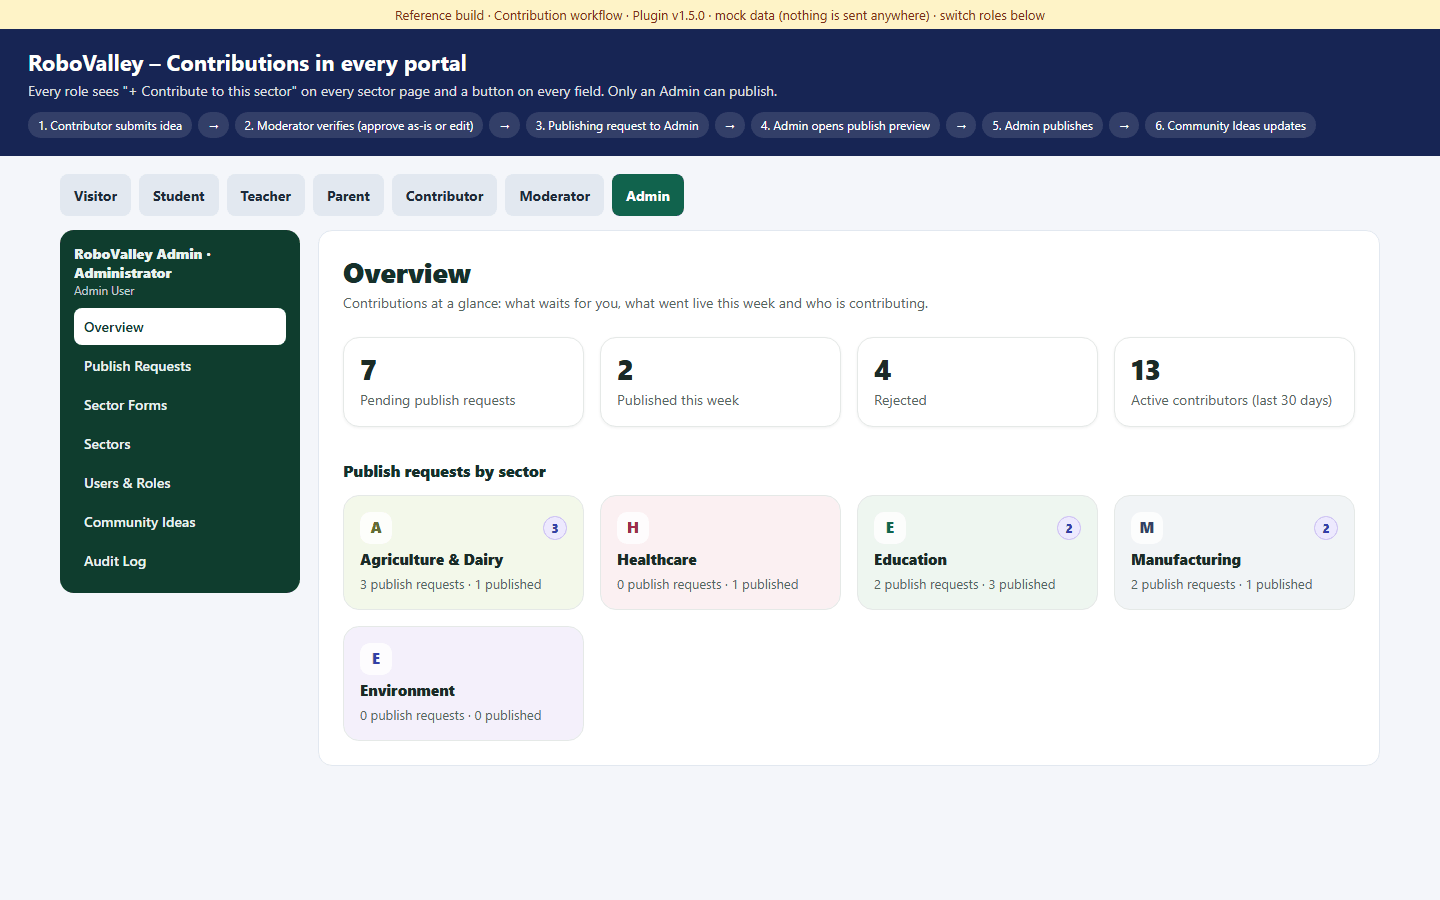 Reference build · Contribution workflow · Plugin v1.5.0 · mock data (nothing is sent anywhere) · switch roles below
RoboValley – Contributions in every portal
Every role sees "+ Contribute to this sector" on every sector page and a button on every field. Only an Admin can publish.
1. Contributor submits idea → 2. Moderator verifies (approve as-is or edit) → 3. Publishing request to Admin → 4. Admin opens publish preview → 5. Admin publishes → 6. Community Ideas updates
Visitor Student Teacher Parent Contributor Moderator Admin
RoboValley Admin ·
Administrator
Admin User
Overview
Publish Requests
Sector Forms
Sectors
Users & Roles
Community Ideas
Audit Log
Overview
Contributions at a glance: what waits for you, what went live this week and who is contributing.
7
Pending publish requests
2
Published this week
4
Rejected
13
Active contributors (last 30 days)
Publish requests by sector
A 3
Agriculture & Dairy
3 publish requests · 1 published
H
Healthcare
0 publish requests · 1 published
E 2
Education
2 publish requests · 3 published
M 2
Manufacturing
2 publish requests · 1 published
E
Environment
0 publish requests · 0 published